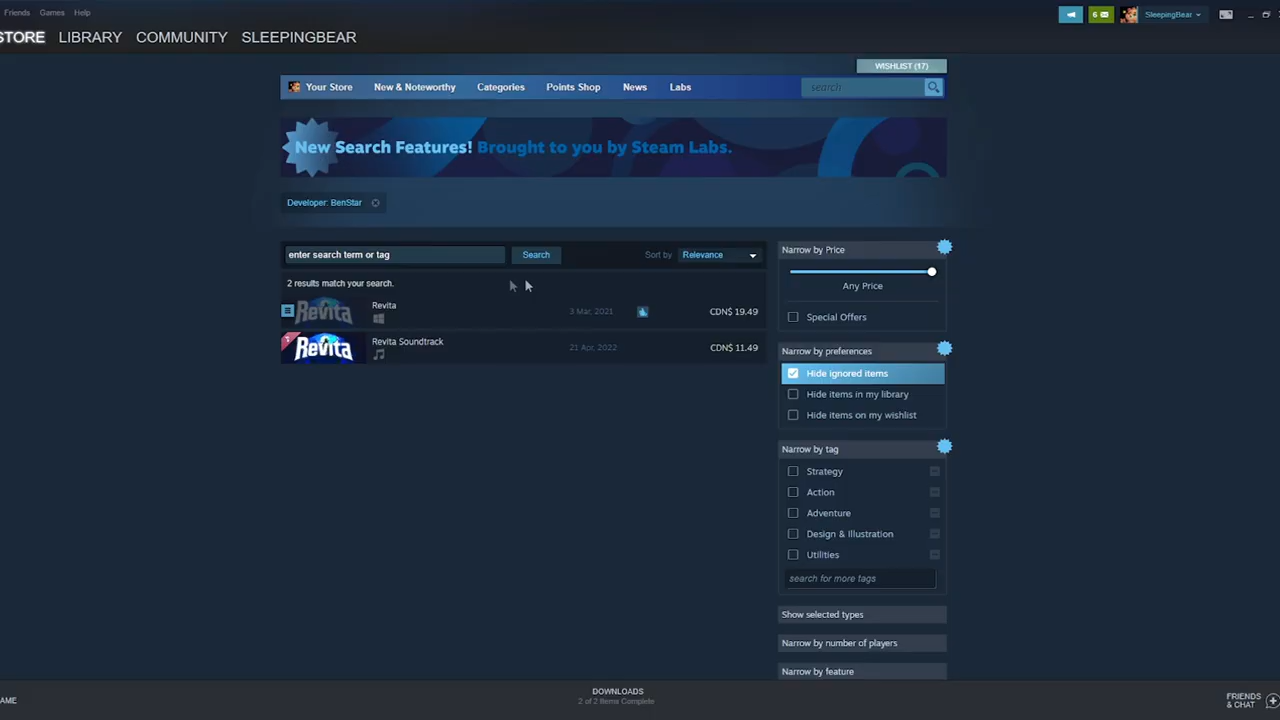 Friends Games Help
6
SleepingBear
STORE LIBRARY COMMUNITY SLEEPINGBEAR
WISHLIST (17)
Your Store New & Noteworthy Categories Points Shop News Labs
search
New Search Features! Brought to you by Steam Labs.
Developer: BenStar
enter search term or tag Search Sort by Relevance
2 results match your search.
Revita 3 Mar, 2021 CDN$ 19.49
Revita
Revita Soundtrack 21 Apr, 2022 CDN$ 11.49
Revita
Narrow by Price
Any Price
Special Offers
Narrow by preferences
Hide ignored items
Hide items in my library
Hide items on my wishlist
Narrow by tag
Strategy
Action
Adventure
Design & Illustration
Utilities
search for more tags
Show selected types
Narrow by number of players
Narrow by feature
AME
DOWNLOADS
2 of 2 Items Complete
FRIENDS
& CHAT